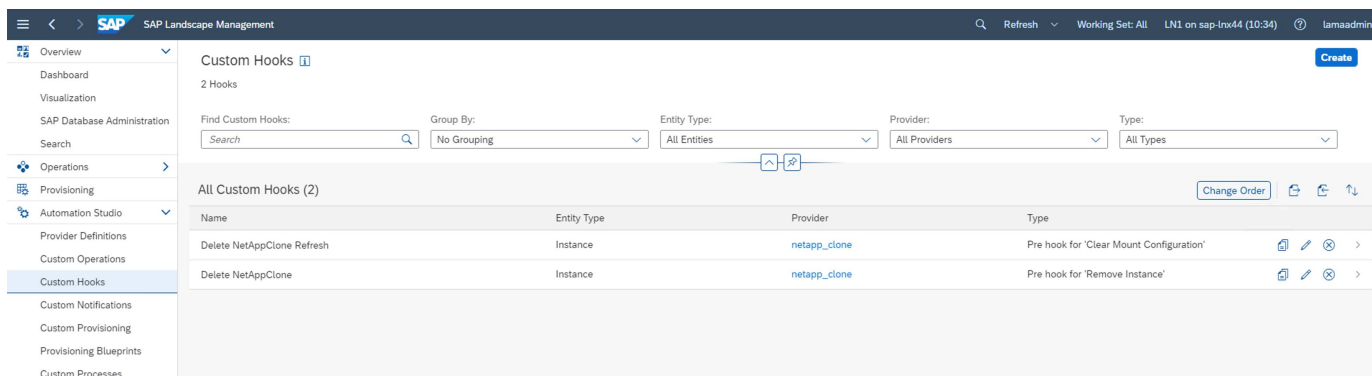 SAP SAP Landscape Management Refresh Working Set: All LN1 on sap-lnx44 (10:34) lamaadmin
Overview
Dashboard
Visualization
SAP Database Administration
Search
Operations
Provisioning
Automation Studio
Provider Definitions
Custom Operations
Custom Hooks
Custom Notifications
Custom Provisioning
Provisioning Blueprints
Custom Processes
Custom Hooks
Create
2 Hooks
Find Custom Hooks: Group By: Entity Type: Provider: Type:
Search No Grouping All Entities All Providers All Types
All Custom Hooks (2) Change Order
Name Entity Type Provider Type
Delete NetAppClone Refresh Instance netapp_clone Pre hook for 'Clear Mount Configuration'
Delete NetAppClone Instance netapp_clone Pre hook for 'Remove Instance'